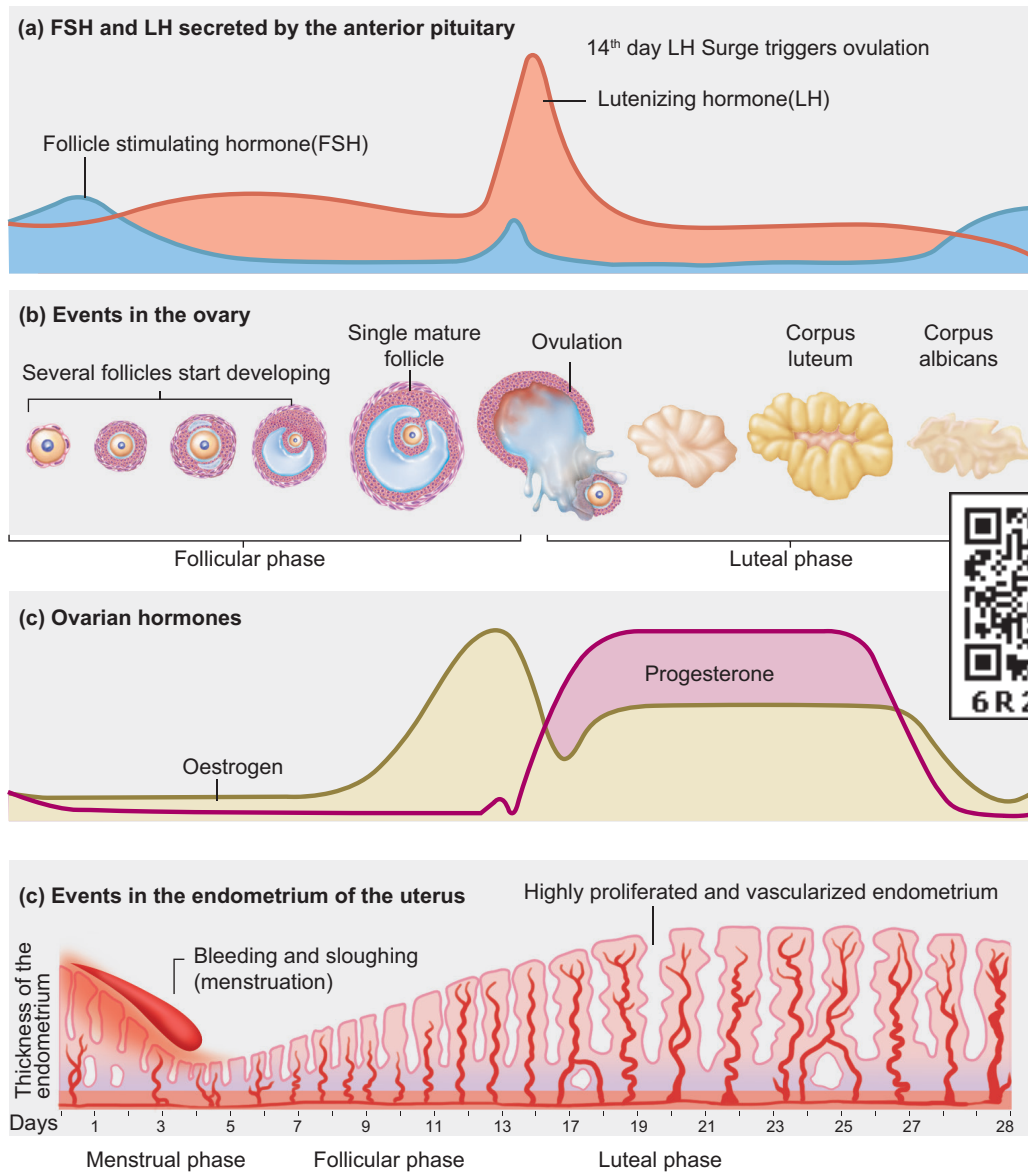 (a) FSH and LH secreted by the anterior pituitary
14th day LH Surge triggers ovulation
Lutenizing hormone(LH)
Follicle stimulating hormone(FSH)
(b) Events in the ovary
Several follicles start developing
Single mature
follicle
Ovulation
Corpus
luteum
Corpus
albicans
Follicular phase
Luteal phase
6R2
(c) Ovarian hormones
Progesterone
Oestrogen
(c) Events in the endometrium of the uterus
Highly proliferated and vascularized endometrium
Bleeding and sloughing
(menstruation)
Thickness of the
endometrium
Days 1 3 5 7 9 11 13 17 19 21 23 25 27 28
Menstrual phase Follicular phase Luteal phase